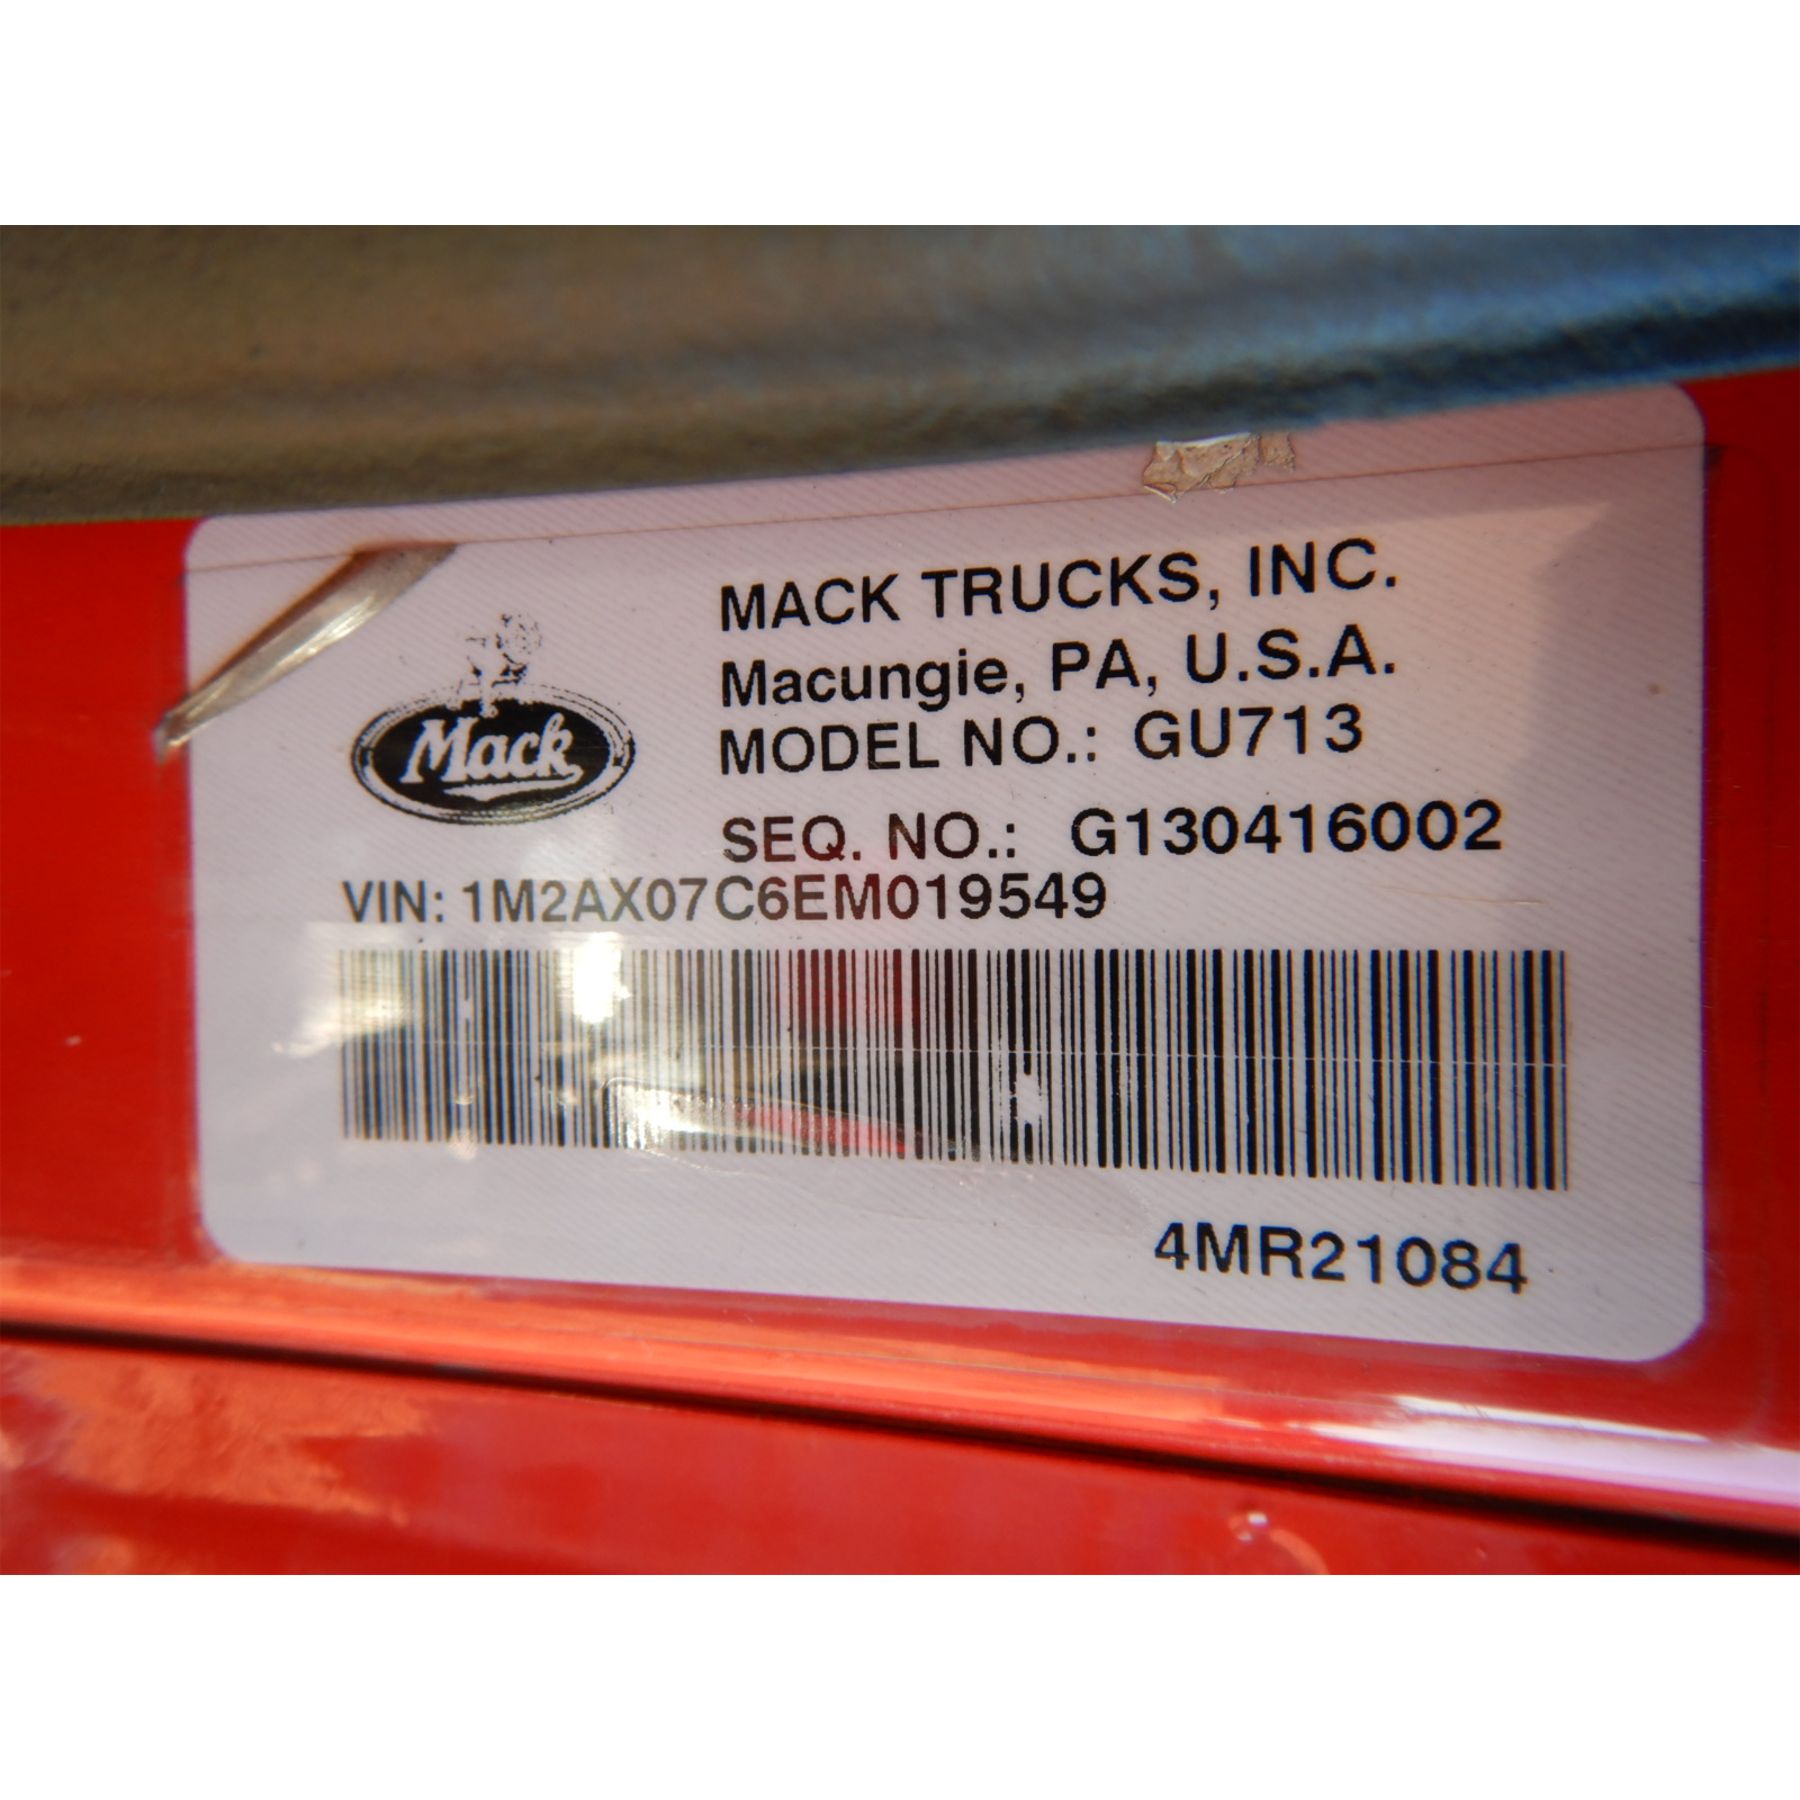 MACK TRUCKS, INC.
Macungie, PA, U.S.A.
Mack
MODEL NO.: GU713
SEQ. NO.: G130416002
VIN: 1M2AX07C6EM019549
4MR21084